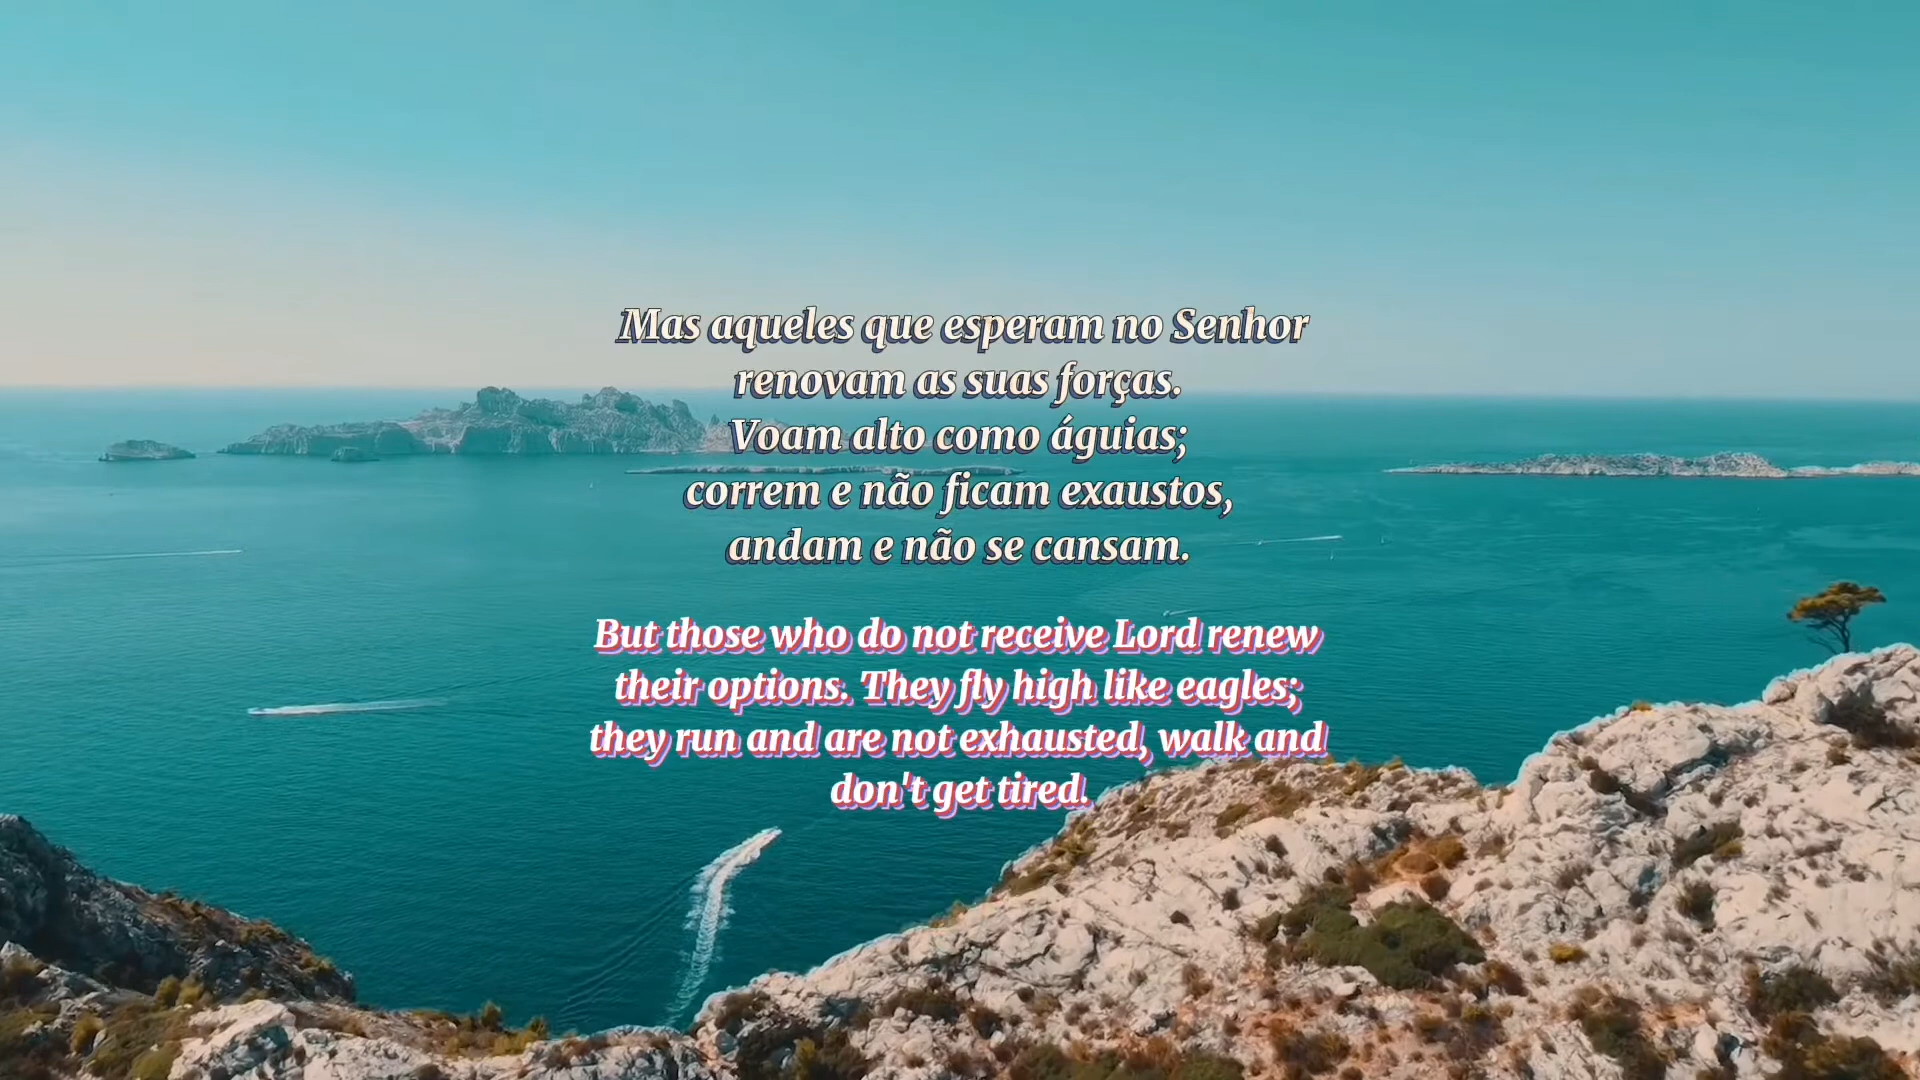 Mas aqueles que esperam no Senhor
renovam as suas forças.
Voam alto como águias;
correm e não ficam exaustos,
andam e não se cansam.
But those who do not receive Lord renew
their options. They fly high like eagles;
they run and are not exhausted, walk and
don't get tired.